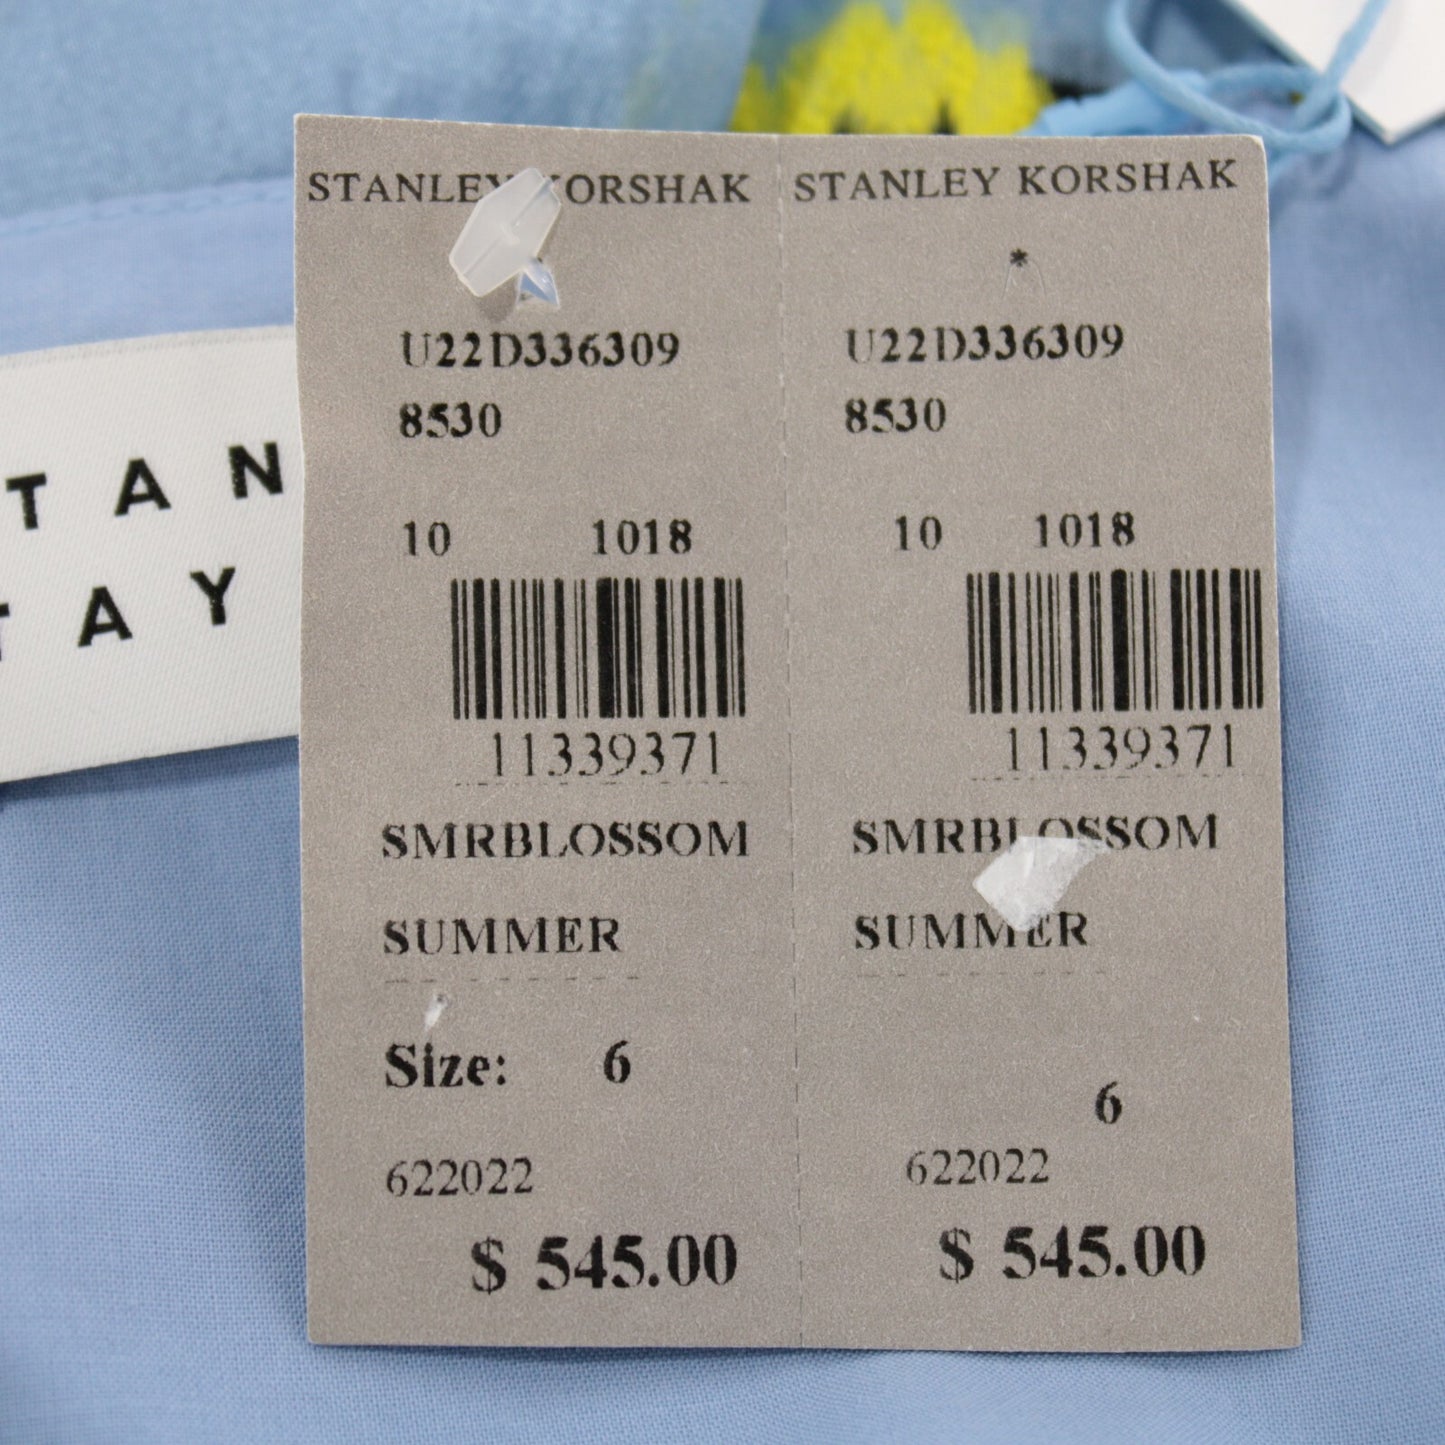 STANLEY KORSHAK
U22D336309
8530
10 1018
11339371
SMRBLOSSOM
SUMMER
Size: 6
622022
$ 545.00
STANLEY KORSHAK
*
U22D336309
8530
10 1018
11339371
SMRBLOSSOM
SUMMER
6
622022
$ 545.00
TAN
TAY